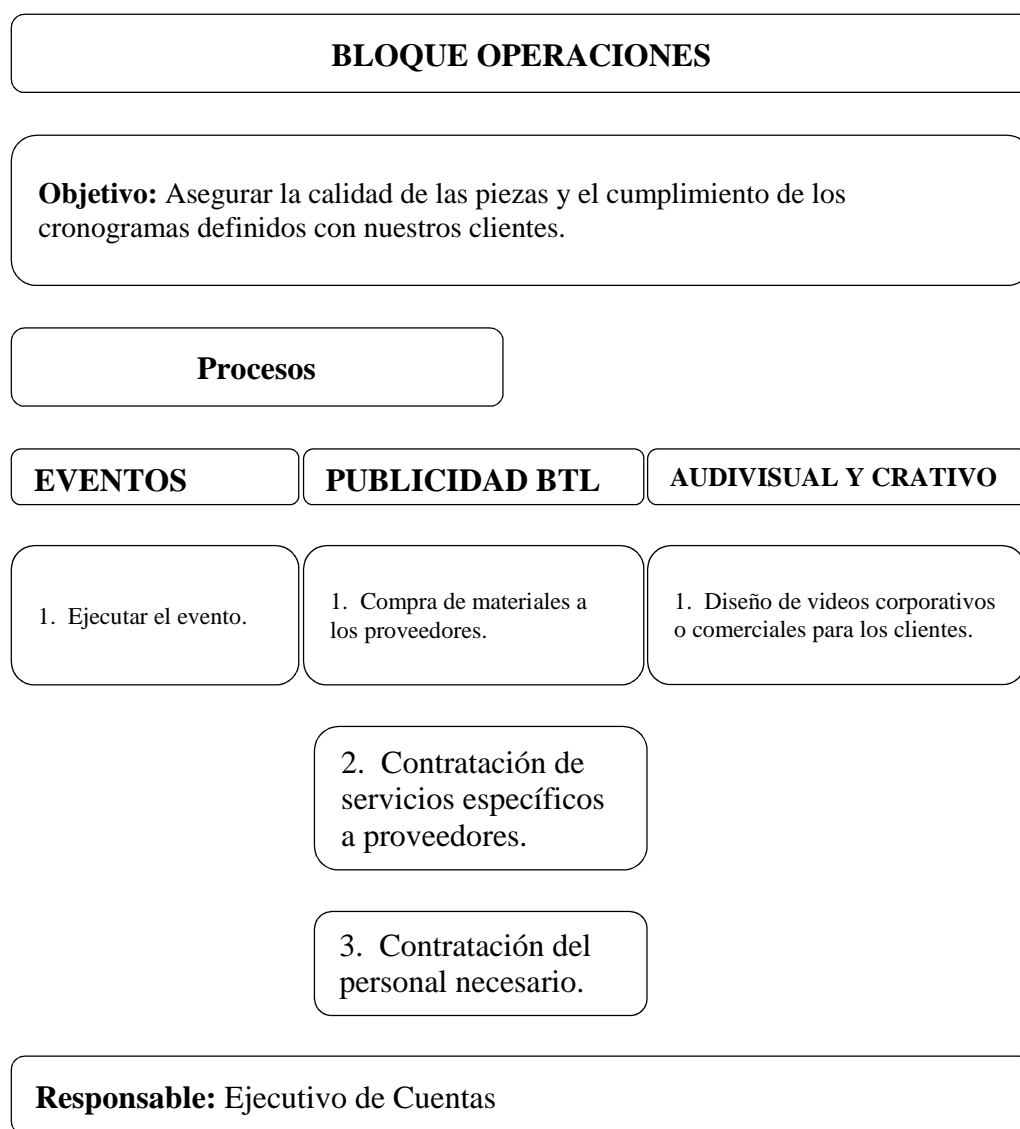 BLOQUE OPERACIONES
Objetivo: Asegurar la calidad de las piezas y el cumplimiento de los
cronogramas definidos con nuestros clientes.
Procesos
EVENTOS
PUBLICIDAD BTL
AUDIVISUAL Y CRATIVO
1. Ejecutar el evento.
1. Compra de materiales a
los proveedores.
1. Diseño de videos corporativos
o comerciales para los clientes.
2. Contratación de
servicios específicos
a proveedores.
3. Contratación del
personal necesario.
Responsable: Ejecutivo de Cuentas